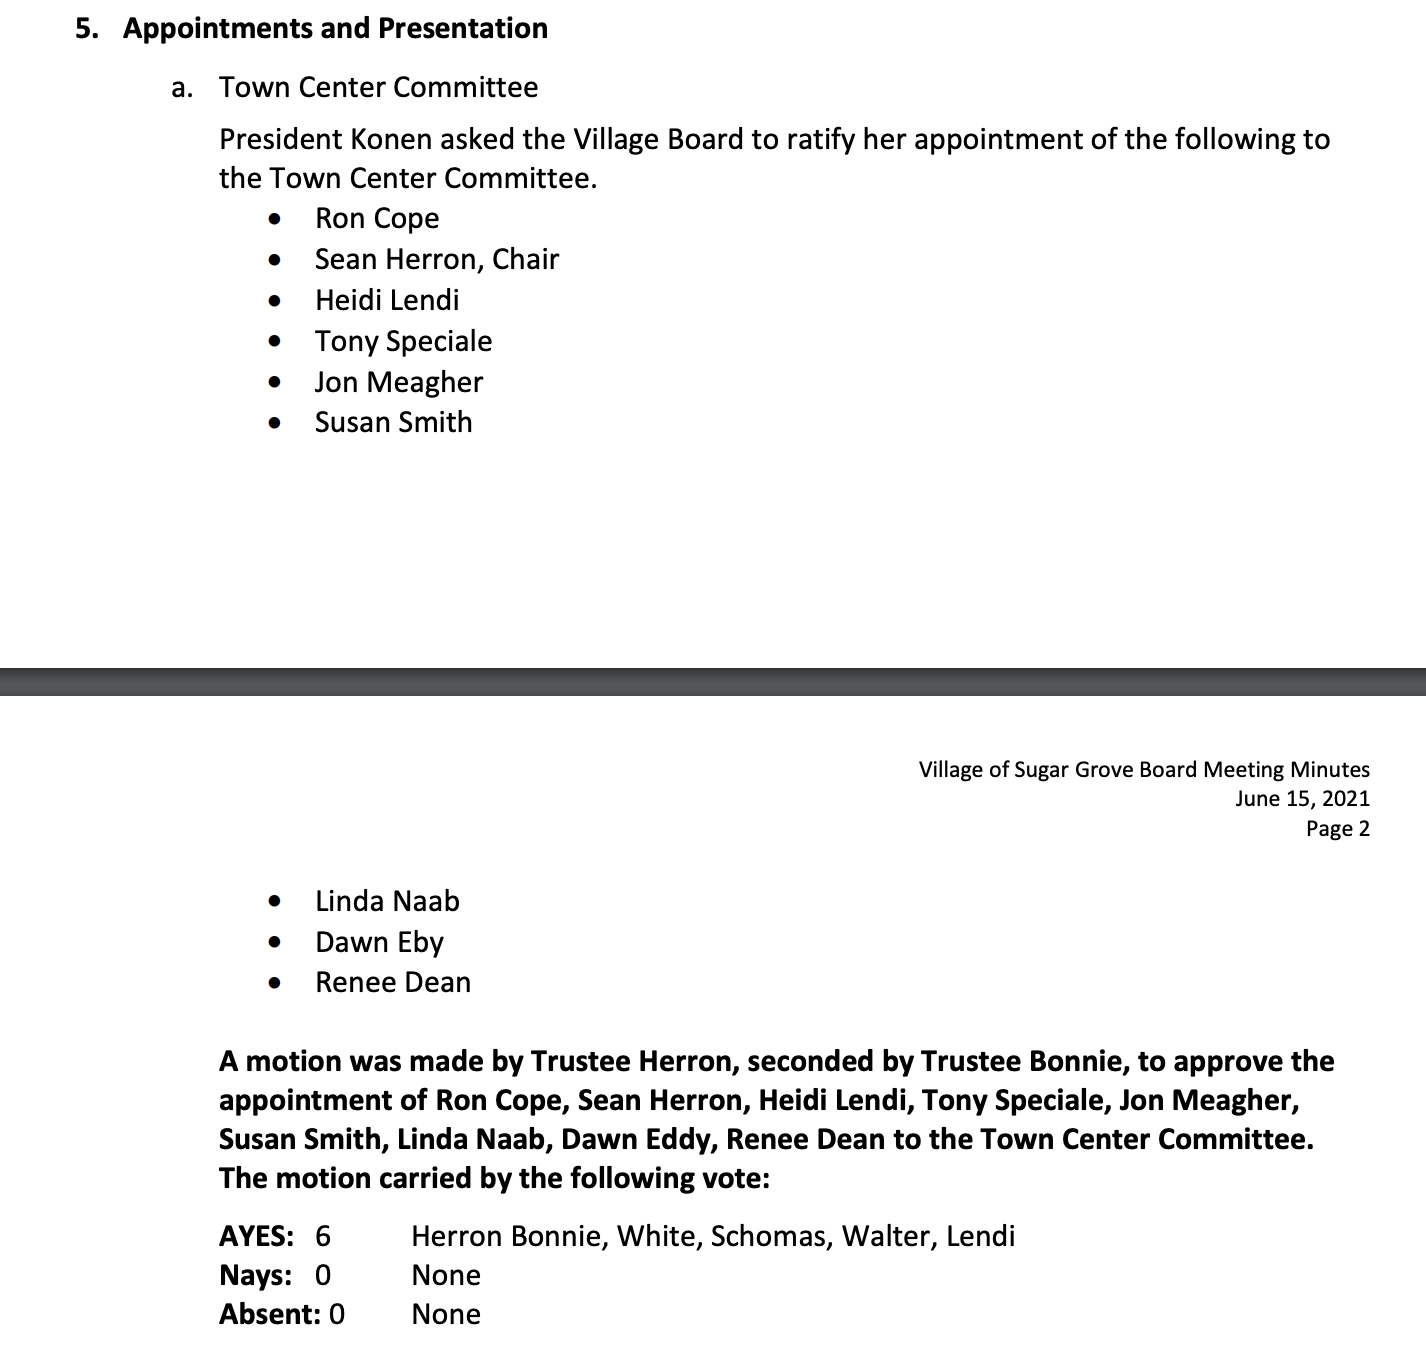 5. Appointments and Presentation
a. Town Center Committee
President Konen asked the Village Board to ratify her appointment of the following to
the Town Center Committee.
• Ron Cope
• Sean Herron, Chair
• Heidi Lendi
• Tony Speciale
• Jon Meagher
• Susan Smith
Village of Sugar Grove Board Meeting Minutes
June 15, 2021
Page 2
• Linda Naab
• Dawn Eby
• Renee Dean
A motion was made by Trustee Herron, seconded by Trustee Bonnie, to approve the
appointment of Ron Cope, Sean Herron, Heidi Lendi, Tony Speciale, Jon Meagher,
Susan Smith, Linda Naab, Dawn Eddy, Renee Dean to the Town Center Committee.
The motion carried by the following vote:
AYES: 6 Herron Bonnie, White, Schomas, Walter, Lendi
Nays: 0 None
Absent: 0 None